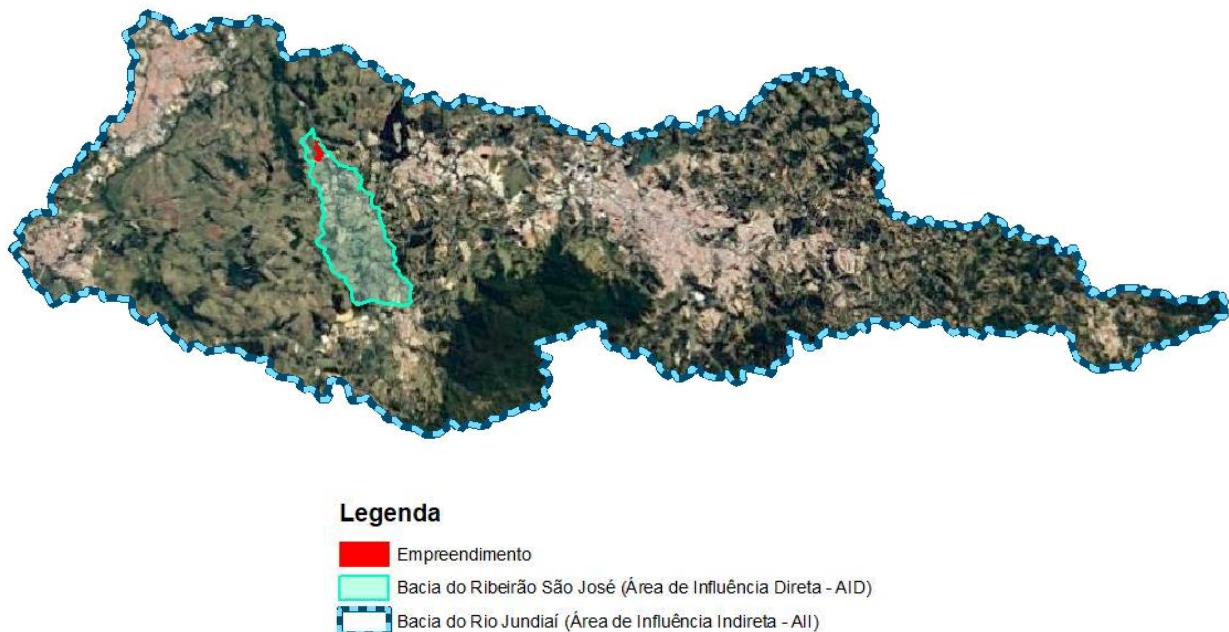 Legenda
Empreendimento
Bacia do Ribeirão São José (Área de Influência Direta - AID)
Bacia do Rio Jundiaí (Área de Influência Indireta - AII)